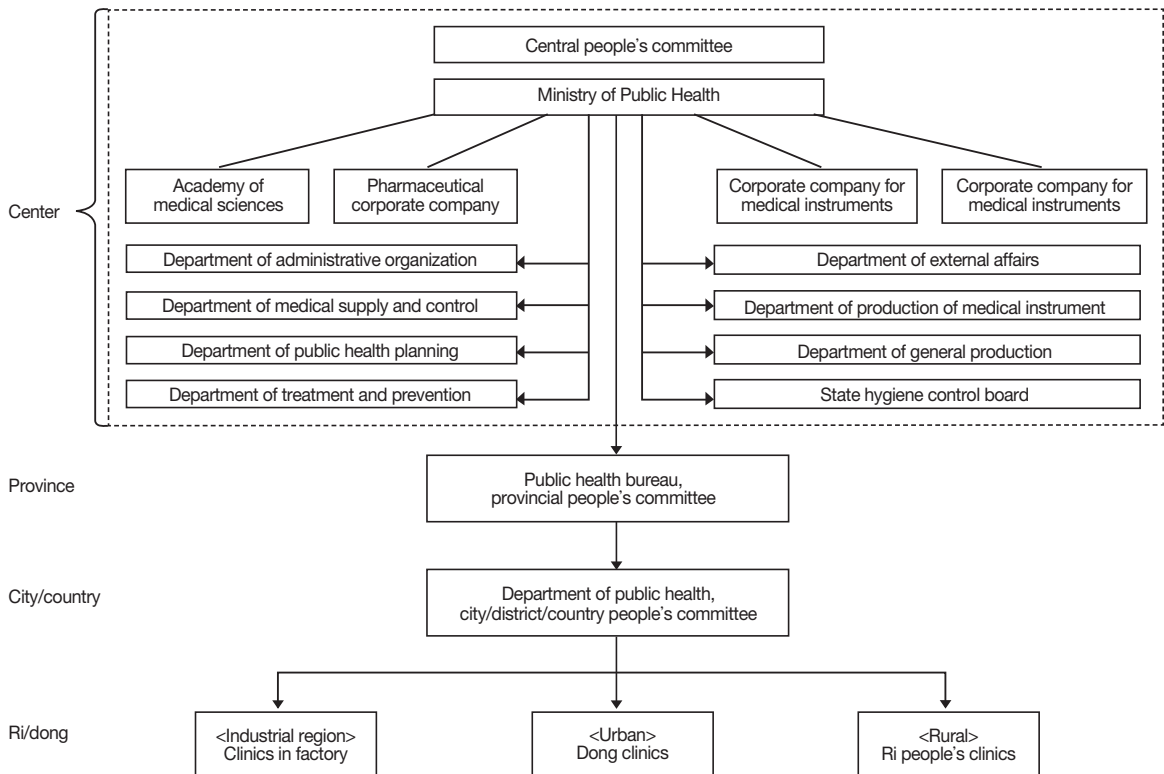 Central people's committee
Ministry of Public Health
Academy of
medical sciences
Pharmaceutical
corporate company
Corporate company for
medical instruments
Corporate company for
medical instruments
Center
Department of administrative organization
Department of external affairs
Department of medical supply and control
Department of production of medical instrument
Department of public health planning
Department of general production
Department of treatment and prevention
State hygiene control board
Province
Public health bureau,
provincial people's committee
City/country
Department of public health,
city/district/country people's committee
Ri/dong
<Industrial region>
Clinics in factory
<Urban>
Dong clinics
<Rural>
Ri people's clinics